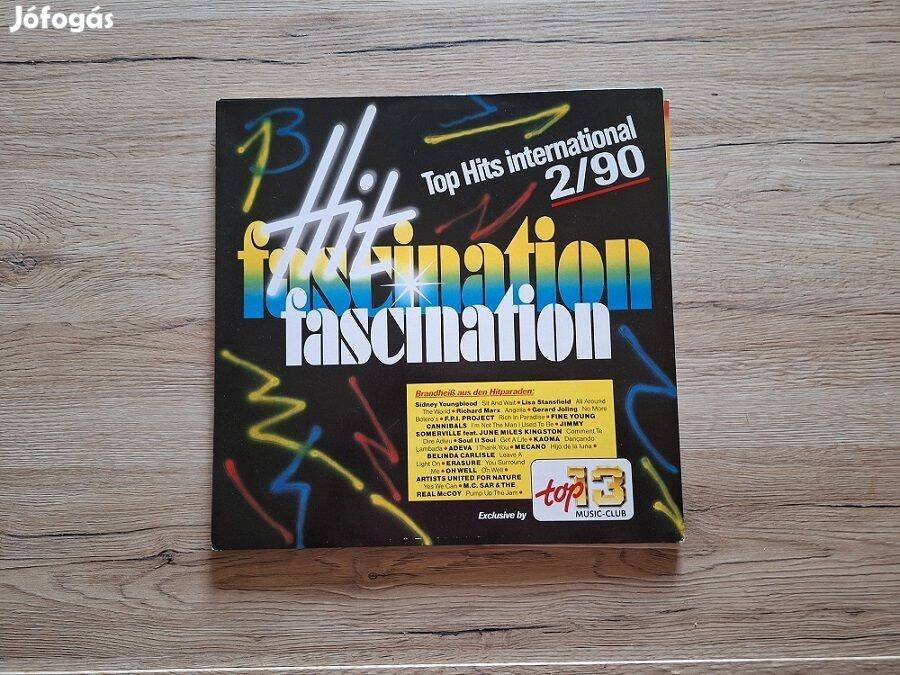 Jófogás
Top Hits international
2/90
Hit
fascination
fascination
Brandheiß aus den Hitparaden:
Sidney Youngblood Sit And Wait • Lisa Stansfield All Around
The World • Richard Marx Angelia • Gerard Joling No More
Bolero's • F.P.I. PROJECT Rich In Paradise • FINE YOUNG
CANNIBALS I'm Not The Man I Used To Be • JIMMY
SOMERVILLE feat. JUNE MILES KINGSTON Comment Te
Dire Adieu • Soul II Soul Get A Life • KAOMA Dançando
Lambada • ADEVA I Thank You • MECANO Hijo de la luna •
BELINDA CARLISLE Leave A
Light On • ERASURE You Surround
Me • OH WELL Oh Well •
ARTISTS UNITED FOR NATURE
Yes We Can • M.C. SAR & THE
REAL McCOY Pump Up The Jam •
Exclusive by
top 13
MUSIC-CLUB